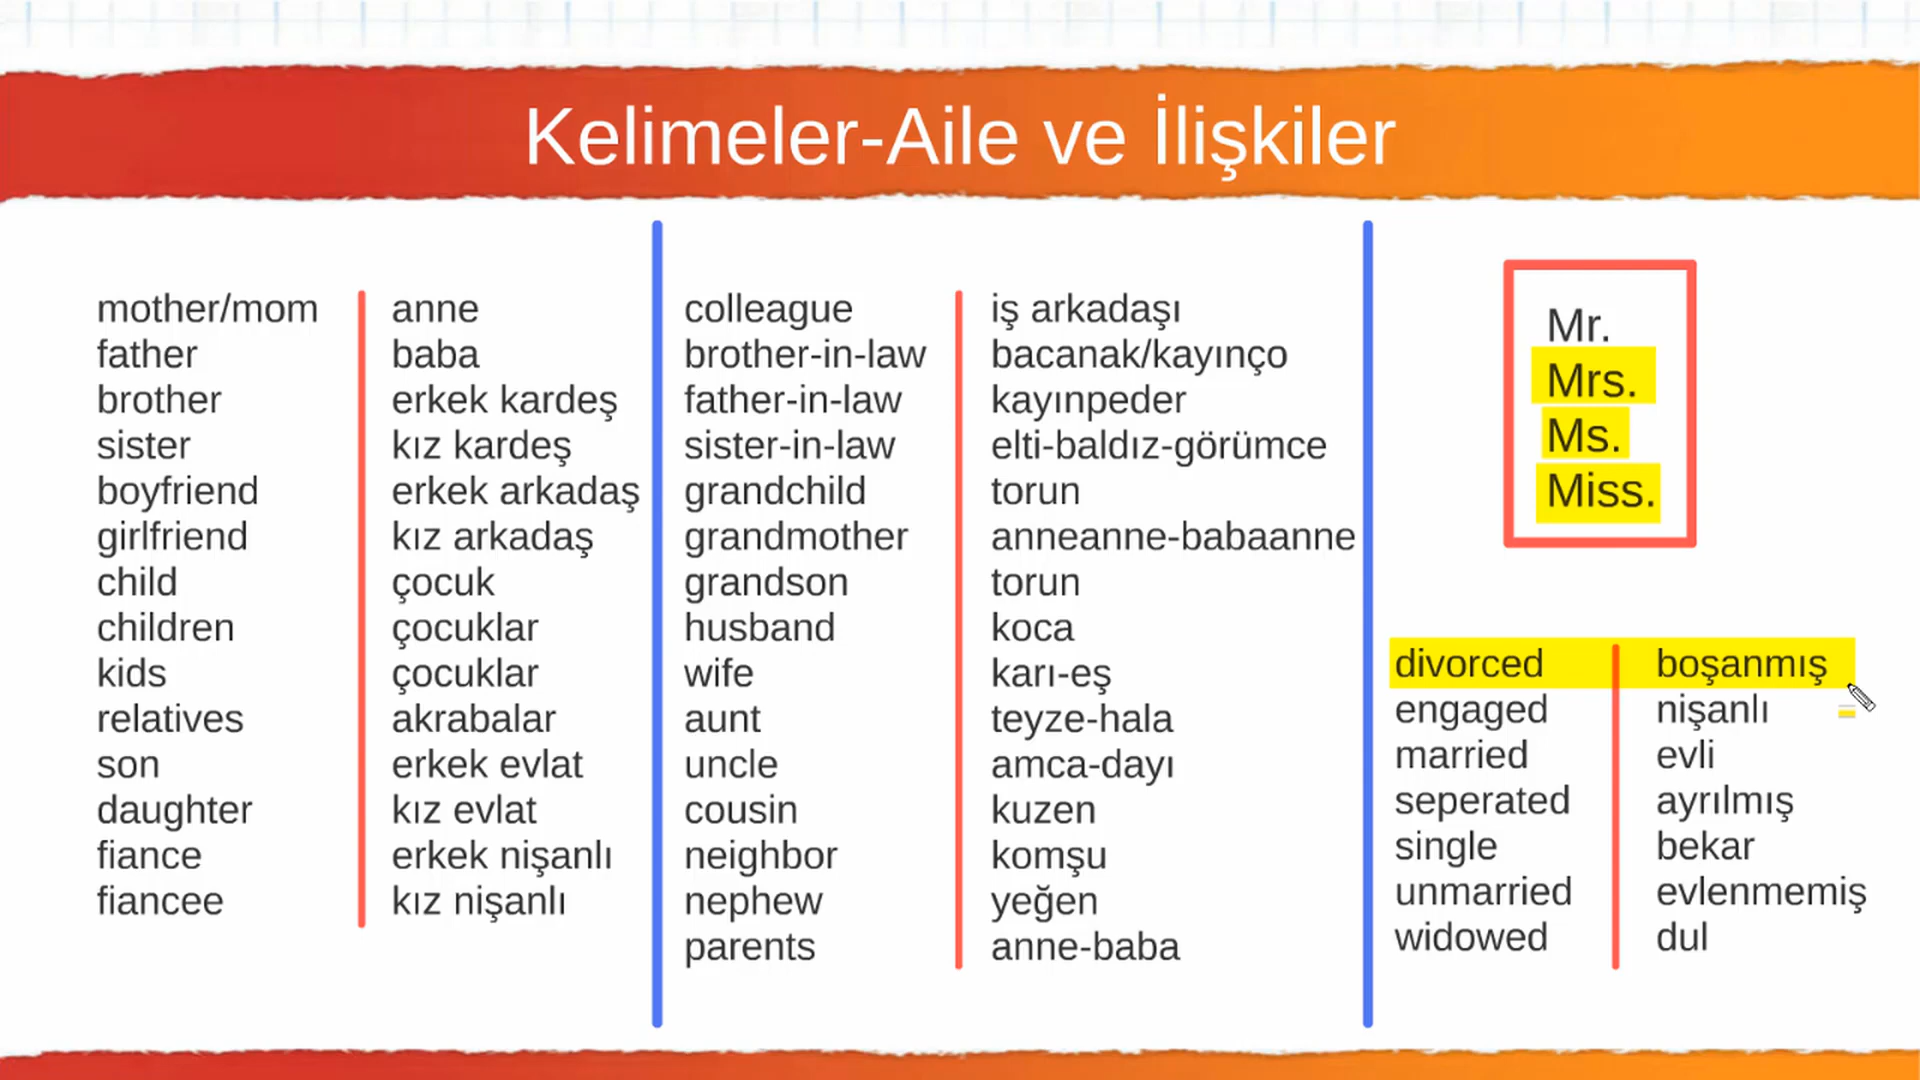 Kelimeler-Aile ve İlişkiler
mother/mom anne
father baba
brother erkek kardeş
sister kız kardeş
boyfriend erkek arkadaş
girlfriend kız arkadaş
child çocuk
children çocuklar
kids çocuklar
relatives akrabalar
son erkek evlat
daughter kız evlat
fiance erkek nişanlı
fiancee kız nişanlı
colleague iş arkadaşı
brother-in-law bacanak/kayınço
father-in-law kayınpeder
sister-in-law elti-baldız-görümce
grandchild torun
grandmother anneanne-babaanne
grandson torun
husband koca
wife karı-eş
aunt teyze-hala
uncle amca-dayı
cousin kuzen
neighbor komşu
nephew yeğen
parents anne-baba
Mr.
Mrs.
Ms.
Miss.
divorced boşanmış
engaged nişanlı
married evli
seperated ayrılmış
single bekar
unmarried evlenmemiş
widowed dul